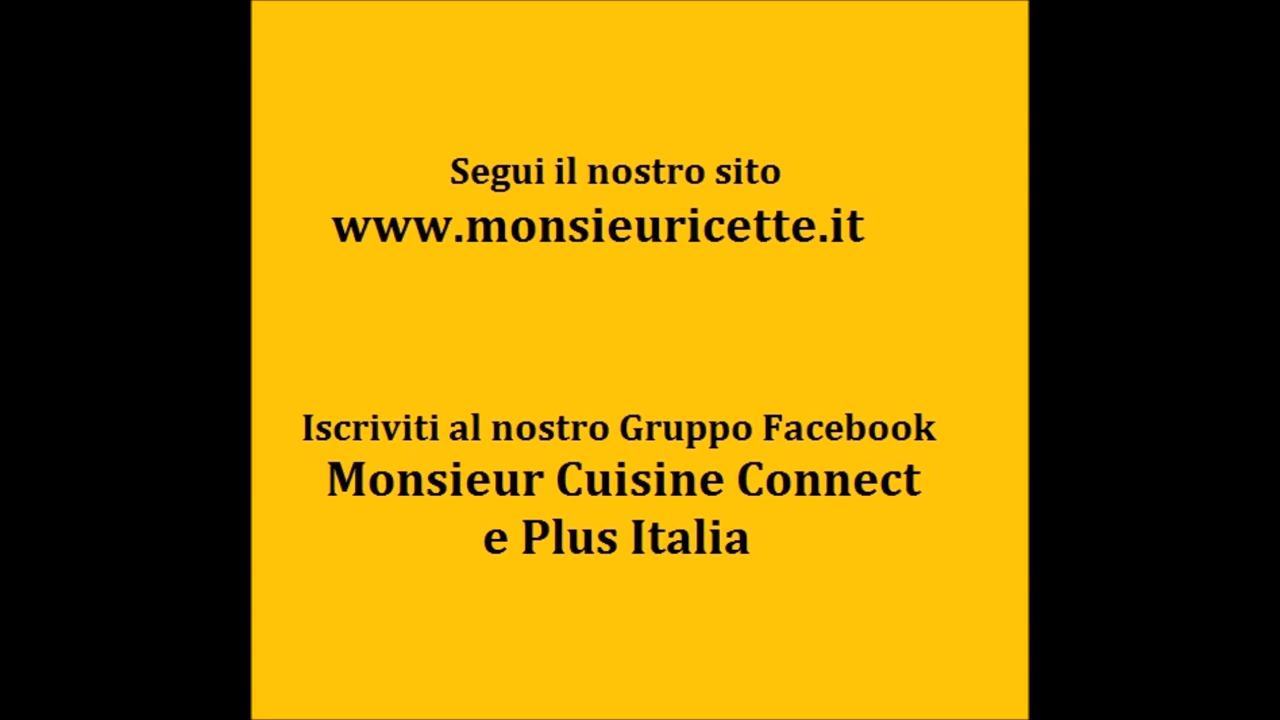 Segui il nostro sito
www.monsieuricette.it
Iscriviti al nostro Gruppo Facebook
Monsieur Cuisine Connect
e Plus Italia